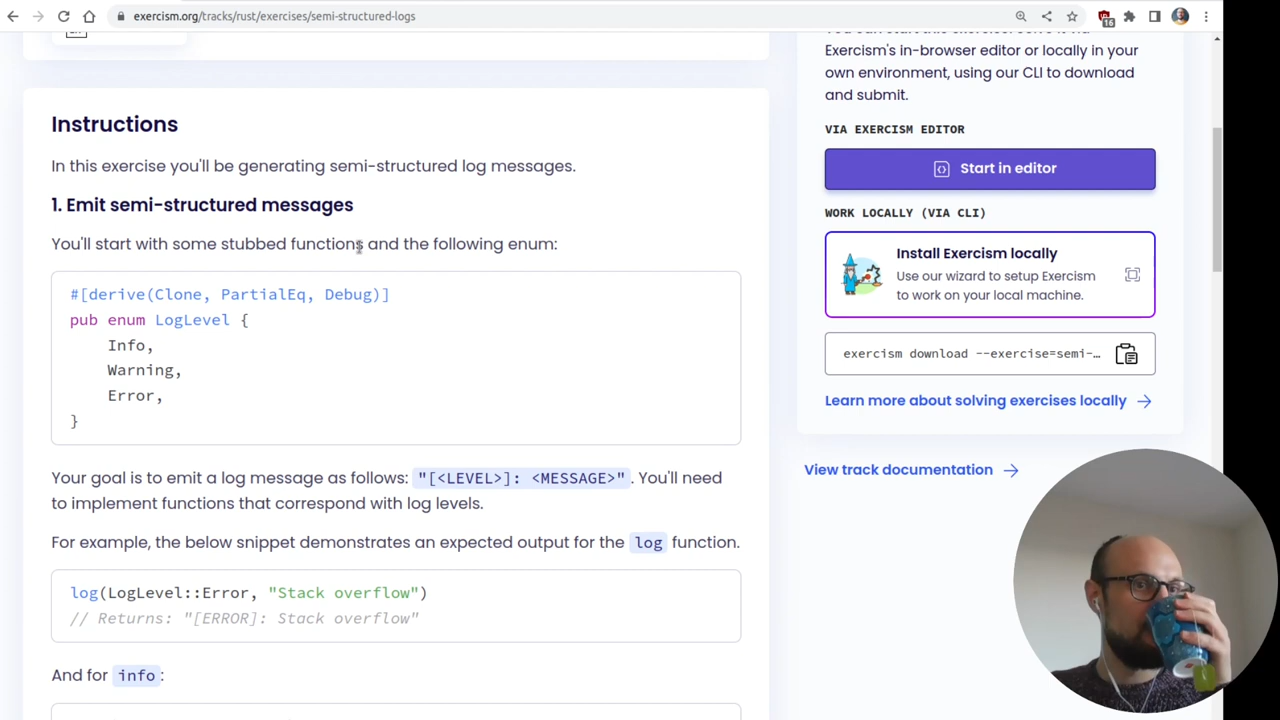 exercism.org/tracks/rust/exercises/semi-structured-logs
16
Instructions
In this exercise you'll be generating semi-structured log messages.
1. Emit semi-structured messages
You'll start with some stubbed functions and the following enum:
#[derive(Clone, PartialEq, Debug)]
pub enum LogLevel {
Info,
Warning,
Error,
}
Your goal is to emit a log message as follows: "[<LEVEL>]: <MESSAGE>". You'll need
to implement functions that correspond with log levels.
For example, the below snippet demonstrates an expected output for the log function.
log(LogLevel::Error, "Stack overflow")
// Returns: "[ERROR]: Stack overflow"
And for info:
Exercism's in-browser editor or locally in your
own environment, using our CLI to download
and submit.
VIA EXERCISM EDITOR
Start in editor
WORK LOCALLY (VIA CLI)
Install Exercism locally
Use our wizard to setup Exercism
to work on your local machine.
exercism download --exercise=semi-…
Learn more about solving exercises locally
View track documentation